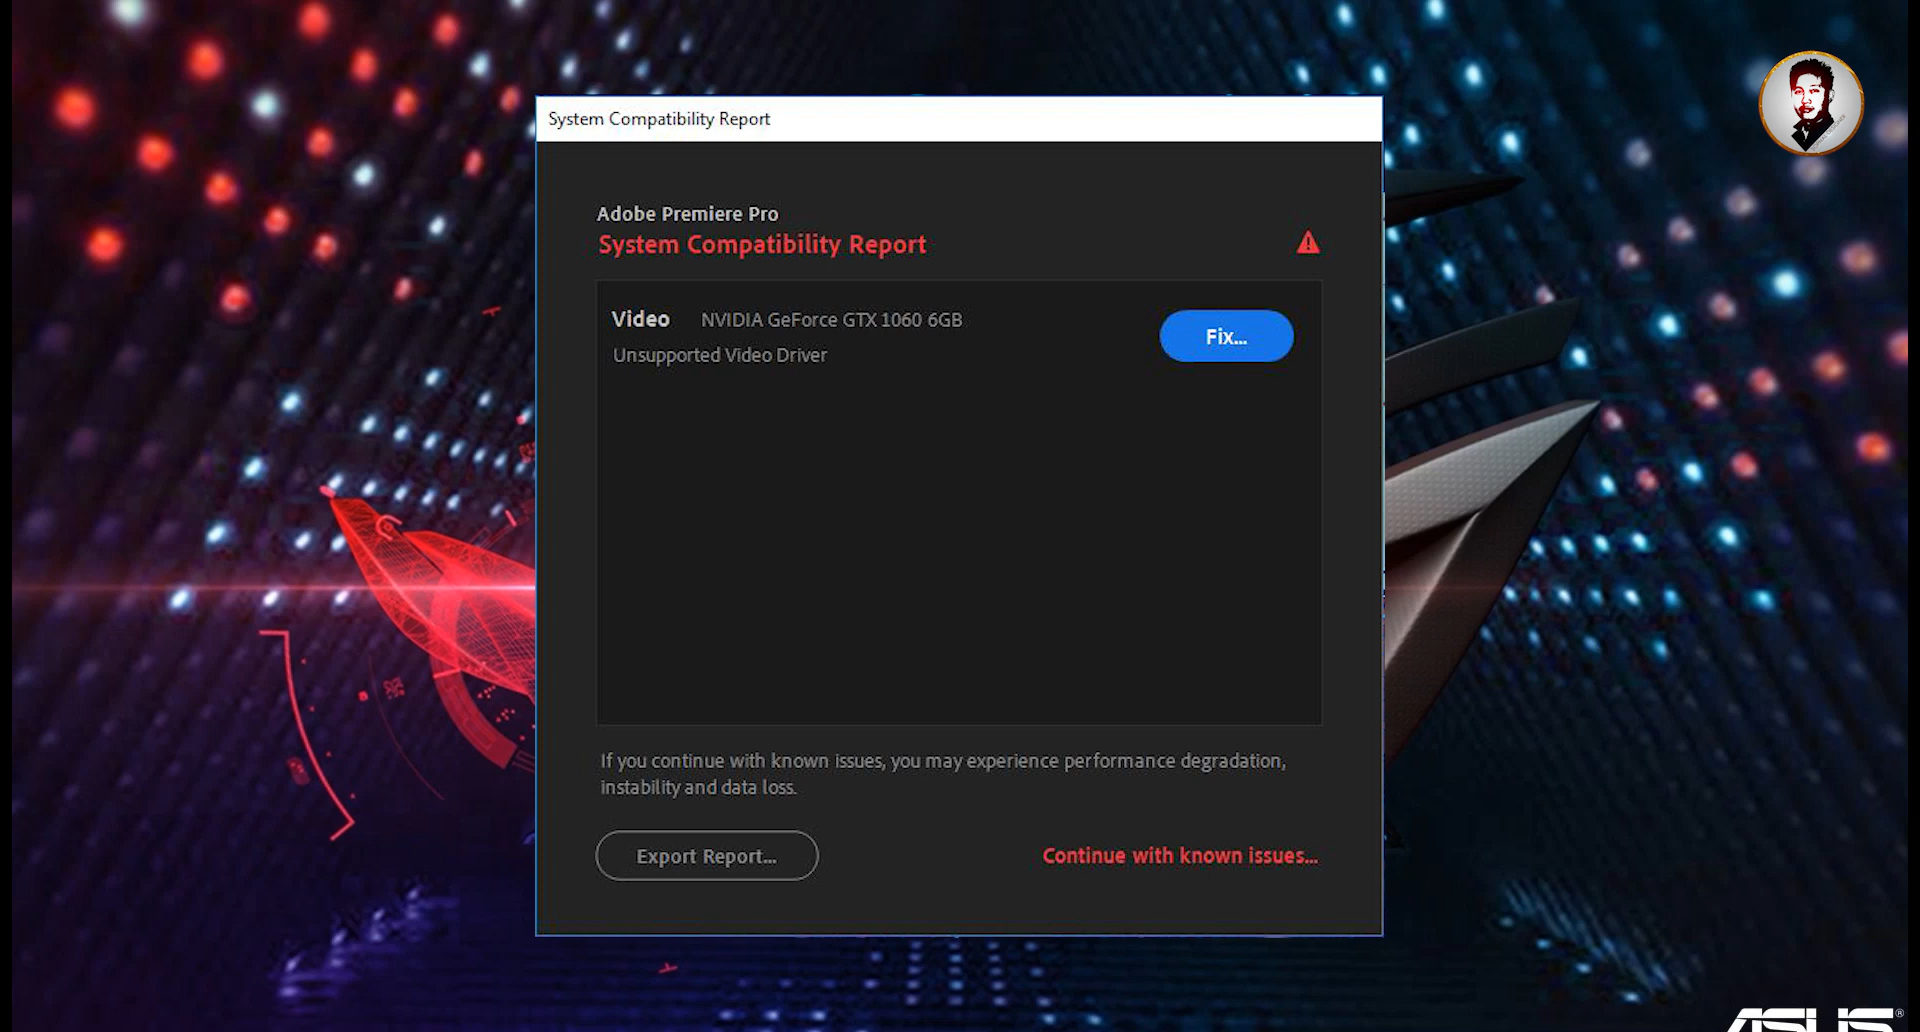 System Compatibility Report
Adobe Premiere Pro
System Compatibility Report
Video NVIDIA GeForce GTX 1060 6GB
Fix...
Unsupported Video Driver
If you continue with known issues, you may experience performance degradation,
instability and data loss.
Export Report...
Continue with known issues...
ASUS®